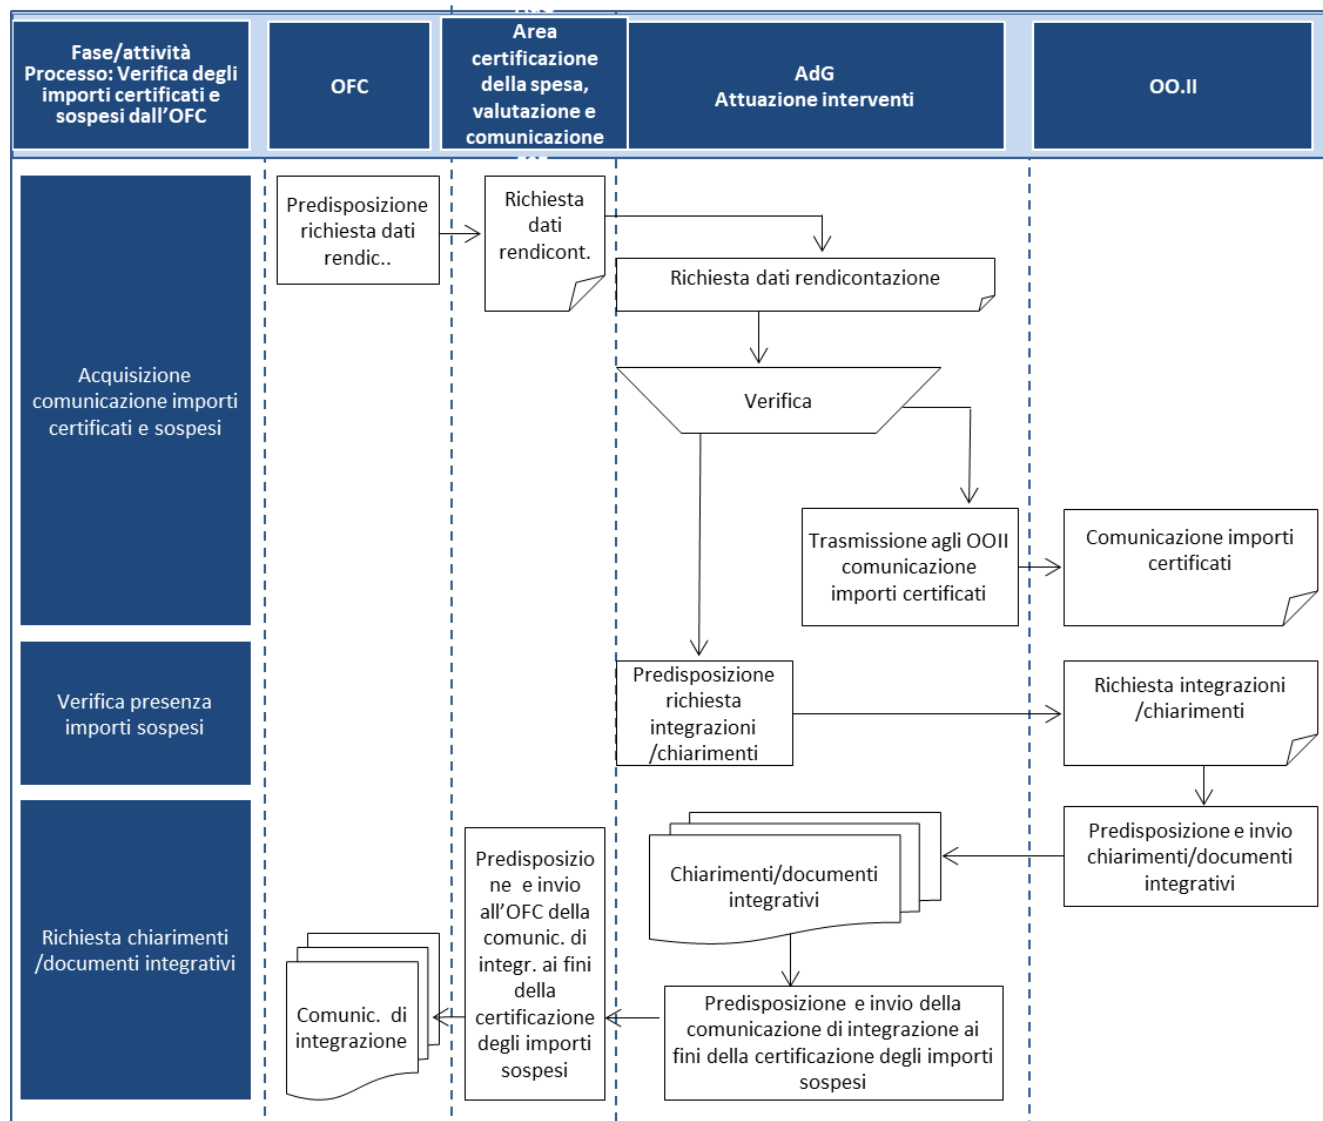 Fase/attività
Processo: Verifica degli
importi certificati e
sospesi dall'OFC
OFC
Area
certificazione
della spesa,
valutazione e
comunicazione
AdG
Attuazione interventi
OO.II
Acquisizione
comunicazione importi
certificati e sospesi
Predisposizione
richiesta dati
rendic..
Richiesta
dati
rendicont.
Richiesta dati rendicontazione
Verifica
Trasmissione agli OOII
comunicazione
importi certificati
Comunicazione importi
certificati
Verifica presenza
importi sospesi
Predisposizione
richiesta
integrazioni
/chiarimenti
Richiesta integrazioni
/chiarimenti
Richiesta chiarimenti
/documenti integrativi
Predisposizione e invio
chiarimenti/documenti
integrativi
Chiarimenti/documenti
integrativi
Predisposizione e invio della
comunicazione di integrazione ai
fini della certificazione degli importi
sospesi
Predisposizio
ne e invio
all'OFC della
comunic. di
integr. ai fini
della
certificazione
degli importi
sospesi
Comunic. di
integrazione